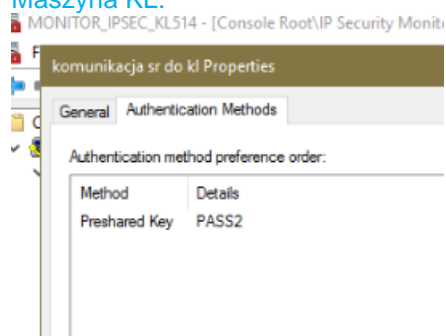 Maszyna KL:
MONITOR_IPSEC_KL514 - [Console Root\IP Security Monito
F
komunikacja sr do kl Properties
General Authentication Methods
Authentication method preference order:
Method Details
Preshared Key PASS2